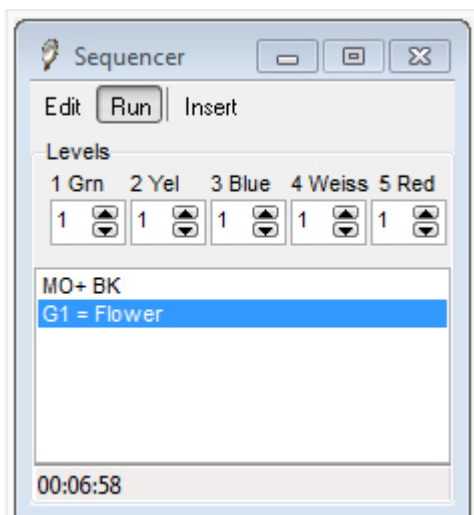 Sequencer
Edit Run Insert
Levels
1 Grn 2 Yel 3 Blue 4 Weiss 5 Red
1 1 1 1 1
MO+ BK
G1 = Flower
00:06:58